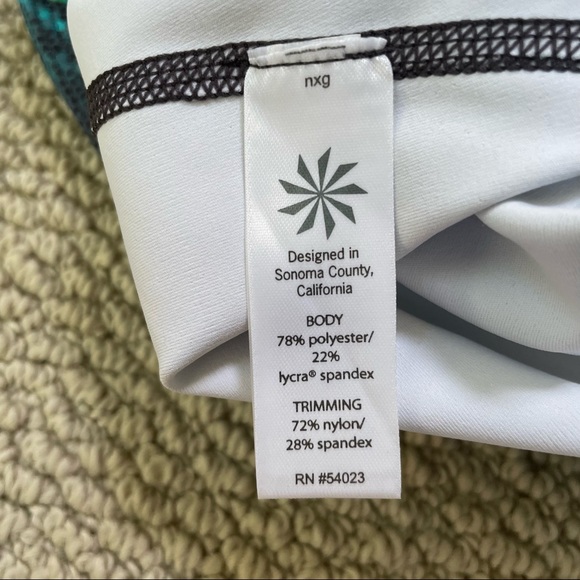 nxg
Designed in
Sonoma County,
California
BODY
78% polyester/
22%
lycra® spandex
TRIMMING
72% nylon/
28% spandex
RN #54023